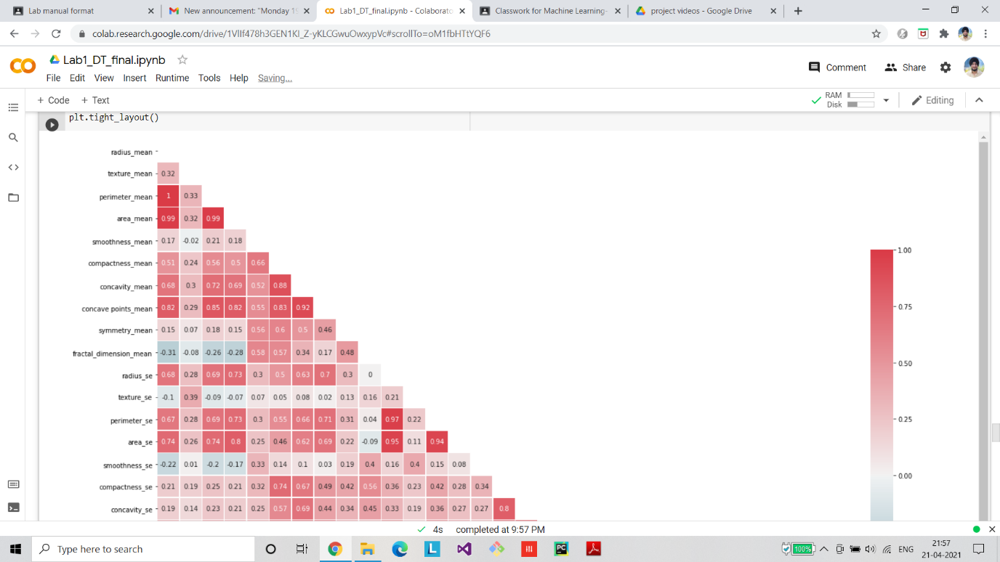 Lab manual format
New announcement: "Monday 19
Lab1_DT_final.ipynb - Colaborato
Classwork for Machine Learning-
project videos - Google Drive
colab.research.google.com/drive/1VlIf478h3GEN1Kl_Z-yKLCGwuOwxypVc#scrollTo=oM1fbHTtYQF6
Lab1_DT_final.ipynb
File Edit View Insert Runtime Tools Help Saving...
Comment Share
+ Code + Text
RAM
Disk
Editing
plt.tight_layout()
radius_mean
texture_mean 0.32
perimeter_mean 1 0.33
area_mean 0.99 0.32 0.99
smoothness_mean 0.17 -0.02 0.21 0.18
compactness_mean 0.51 0.24 0.56 0.5 0.66
concavity_mean 0.68 0.3 0.72 0.69 0.52 0.88
concave points_mean 0.82 0.29 0.85 0.82 0.55 0.83 0.92
symmetry_mean 0.15 0.07 0.18 0.15 0.56 0.6 0.5 0.46
fractal_dimension_mean -0.31 -0.08 -0.26 -0.28 0.58 0.57 0.34 0.17 0.48
radius_se 0.68 0.28 0.69 0.73 0.3 0.5 0.63 0.7 0.3 0
texture_se -0.1 0.39 -0.09 -0.07 0.07 0.05 0.08 0.02 0.13 0.16 0.21
perimeter_se 0.67 0.28 0.69 0.73 0.3 0.55 0.66 0.71 0.31 0.04 0.97 0.22
area_se 0.74 0.26 0.74 0.8 0.25 0.46 0.62 0.69 0.22 -0.09 0.95 0.11 0.94
smoothness_se -0.22 0.01 -0.2 -0.17 0.33 0.14 0.1 0.03 0.19 0.4 0.16 0.4 0.15 0.08
compactness_se 0.21 0.19 0.25 0.21 0.32 0.74 0.67 0.49 0.42 0.56 0.36 0.23 0.42 0.28 0.34
concavity_se 0.19 0.14 0.23 0.21 0.25 0.57 0.69 0.44 0.34 0.45 0.33 0.19 0.36 0.27 0.27 0.8
1.00
0.75
0.50
0.25
0.00
4s completed at 9:57 PM
Type here to search
100%
ENG
21:57
21-04-2021